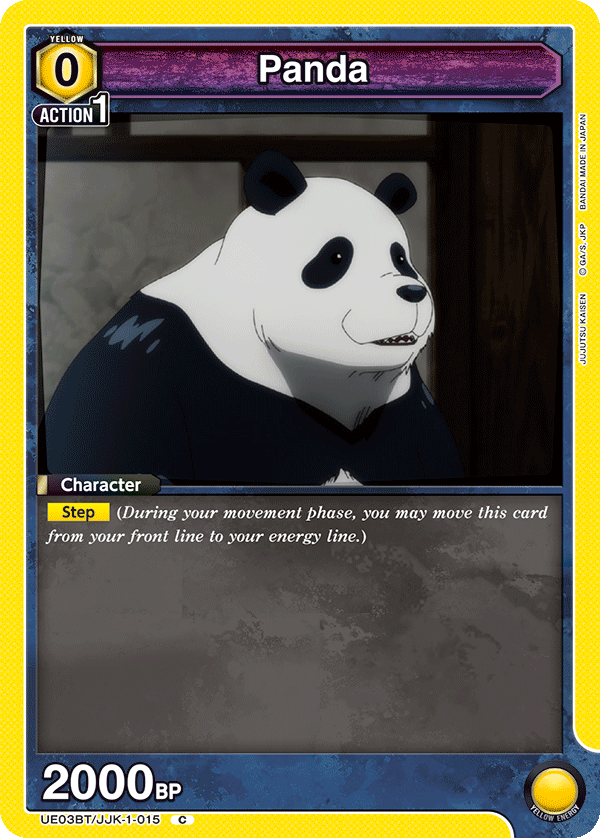 YELLOW
0
Panda
ACTION 1
BANDAI MADE IN JAPAN
© GA/S, JKP
JUJUTSU KAISEN
Character
Step (During your movement phase, you may move this card
from your front line to your energy line.)
2000BP
UE03BT/JJK-1-015 C
YELLOW ENERGY